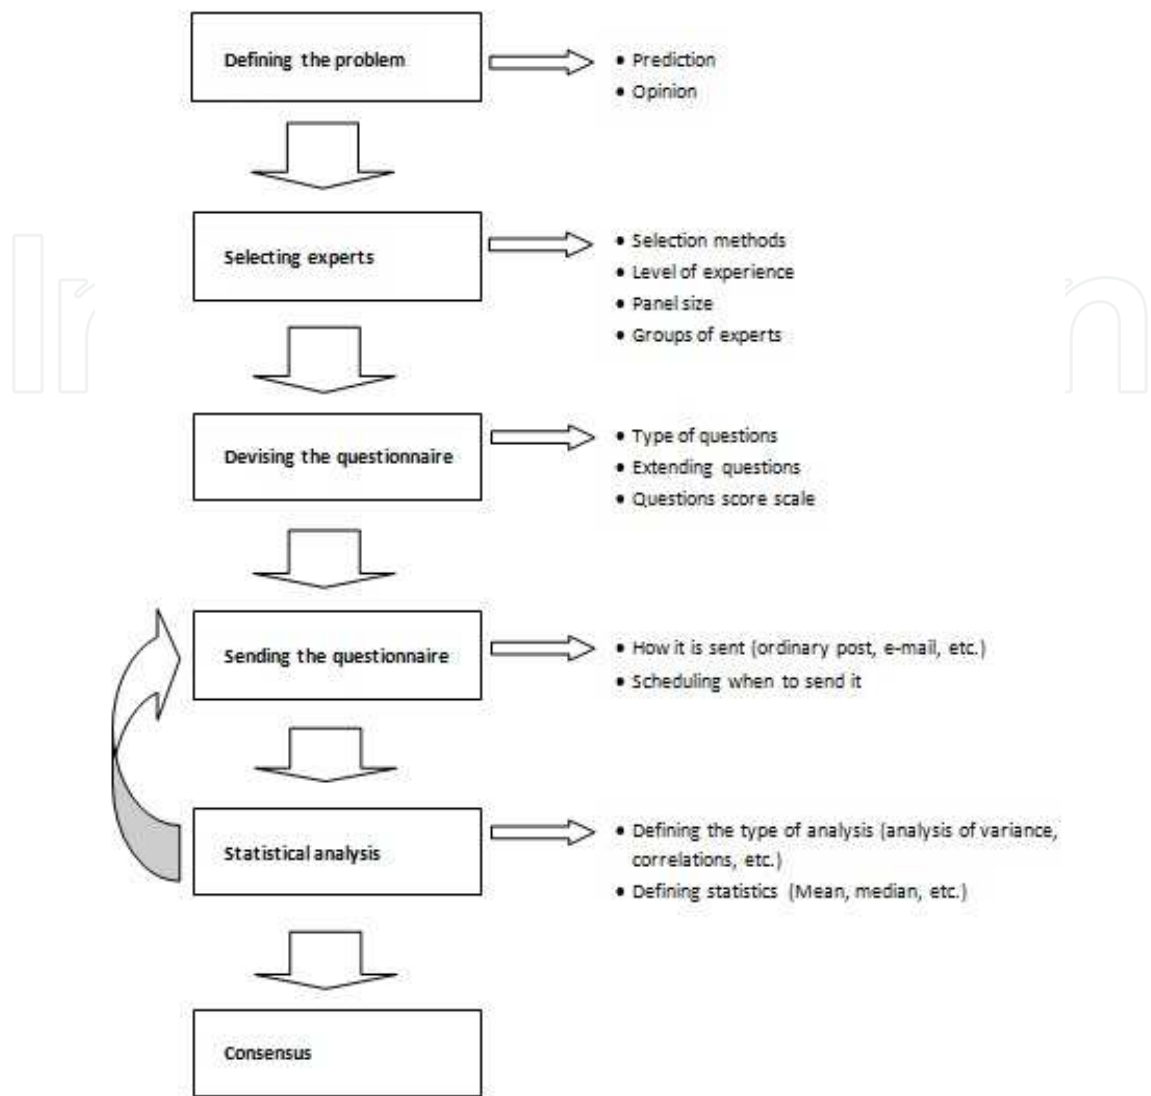 Defining the problem
• Prediction
• Opinion
Selecting experts
• Selection methods
• Level of experience
• Panel size
• Groups of experts
Devising the questionnaire
• Type of questions
• Extending questions
• Questions score scale
Sending the questionnaire
• How it is sent (ordinary post, e-mail, etc.)
• Scheduling when to send it
Statistical analysis
• Defining the type of analysis (analysis of variance,
correlations, etc.)
• Defining statistics (Mean, median, etc.)
Consensus